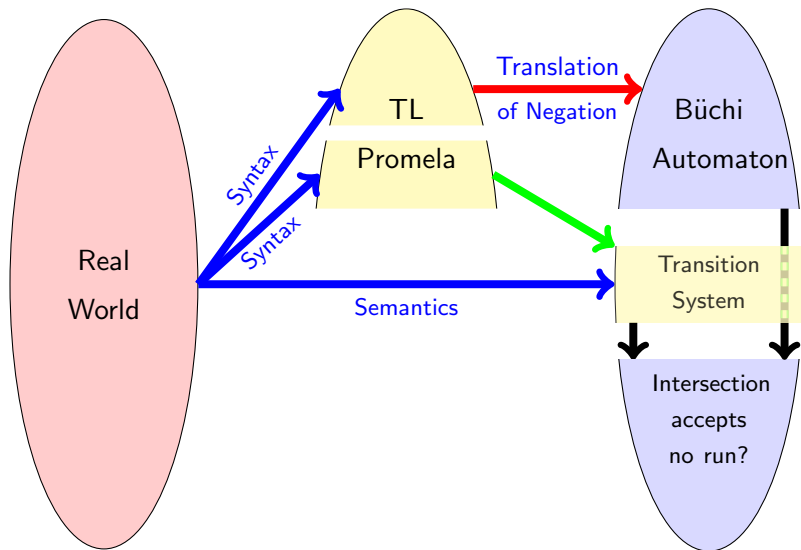 Real
World
Syntax
Syntax
Semantics
TL
Promela
Translation
of Negation
Büchi
Automaton
Transition
System
Intersection
accepts
no run?